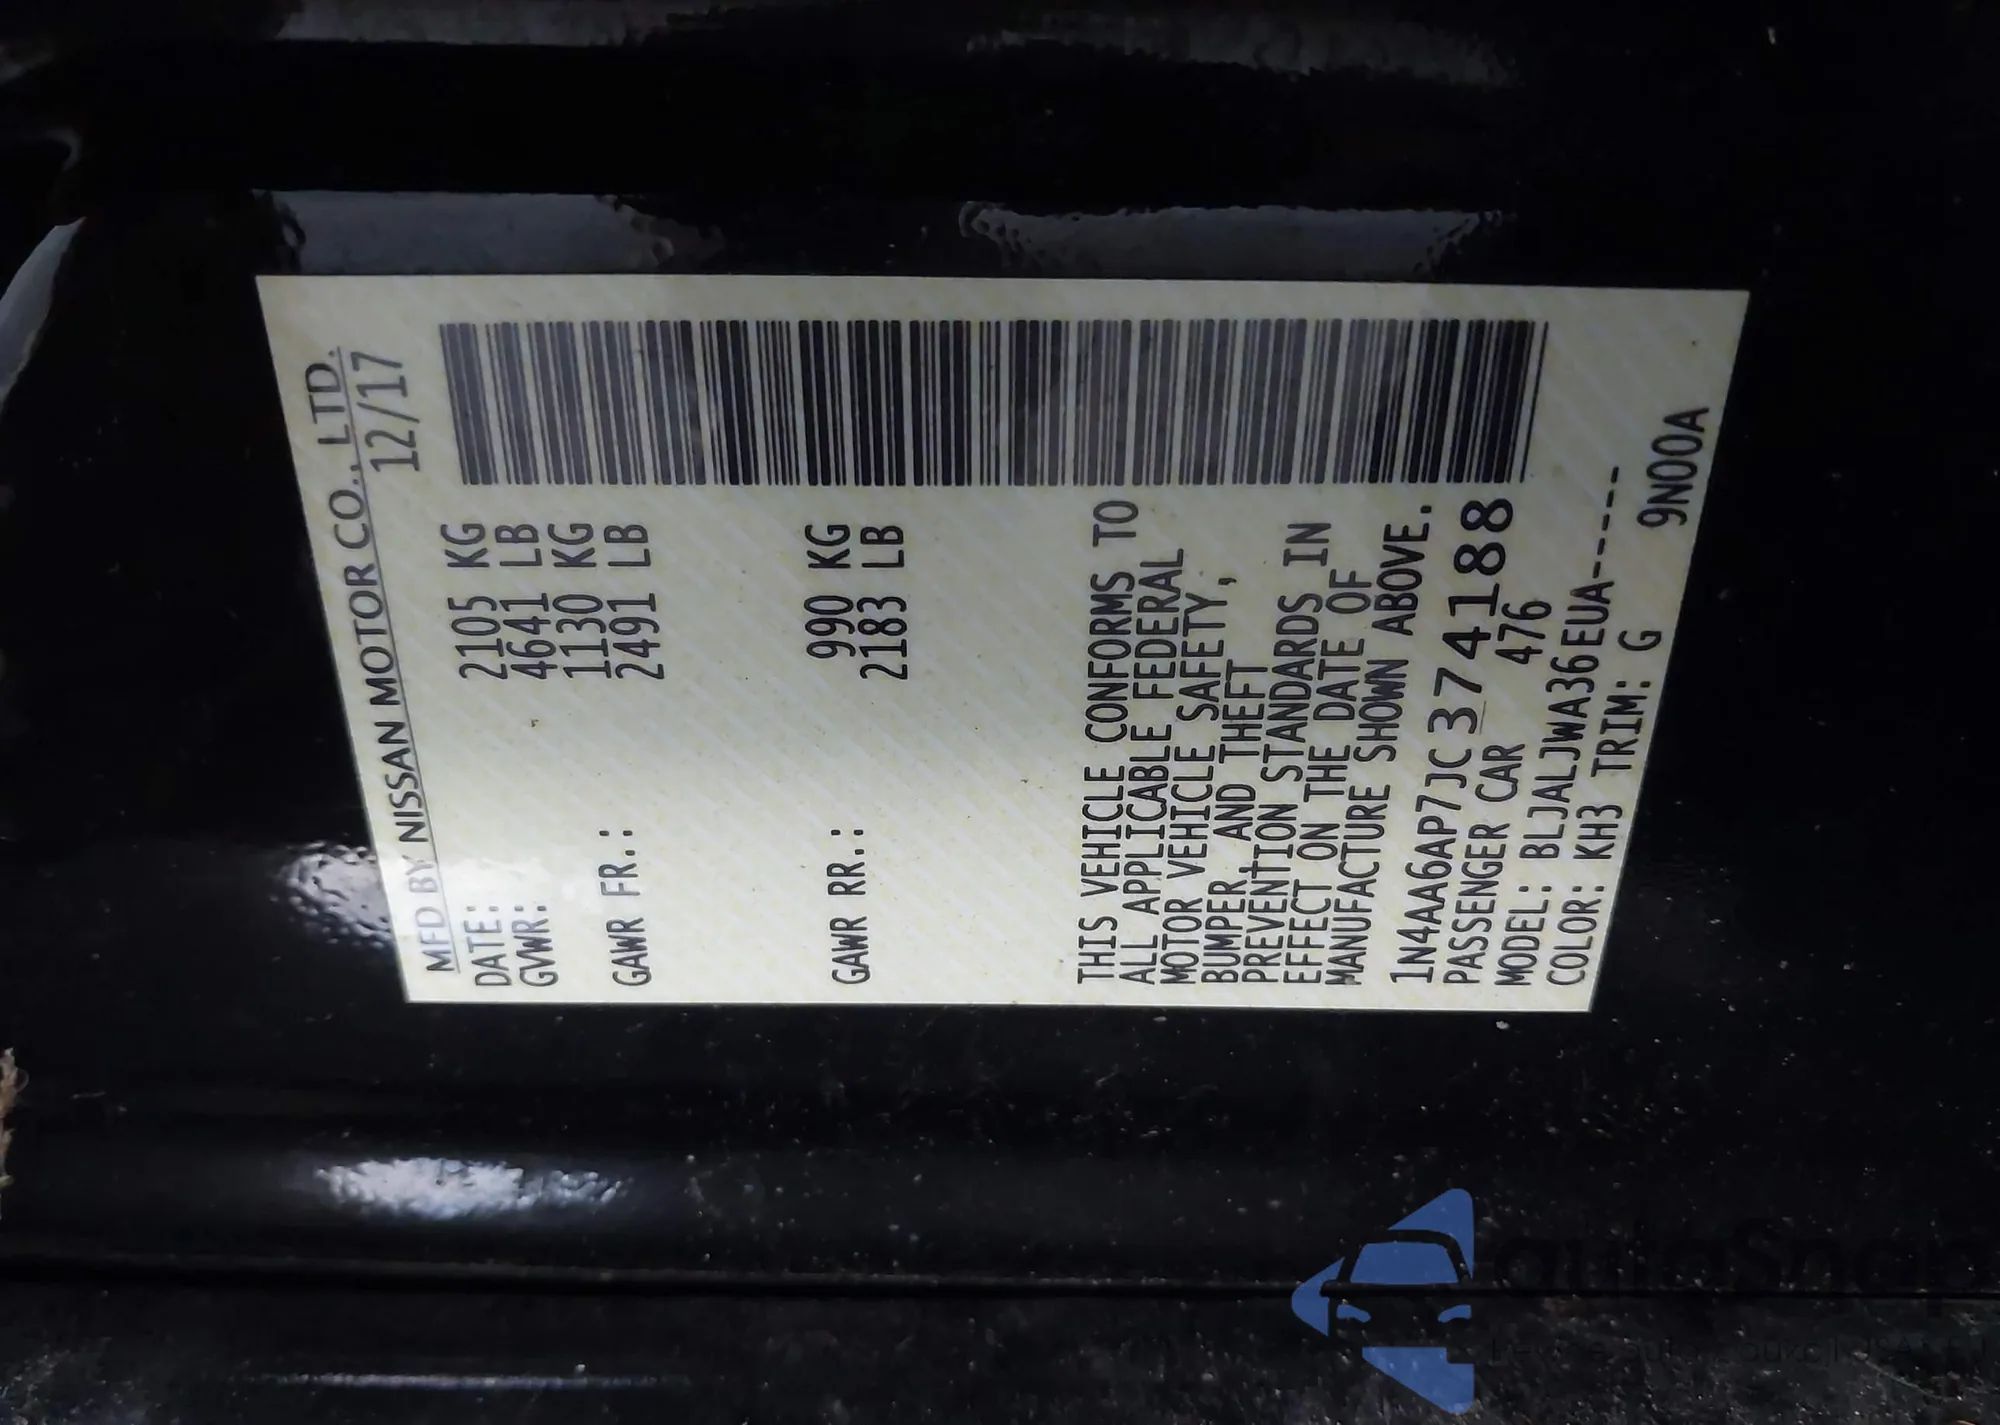 MFD BY NISSAN MOTOR CO., LTD.
DATE: 12/17
GVWR: 2105 KG
4641 LB
GAWR FR.: 1130 KG
2491 LB
GAWR RR.: 990 KG
2183 LB
THIS VEHICLE CONFORMS TO
ALL APPLICABLE FEDERAL
MOTOR VEHICLE SAFETY,
BUMPER, AND THEFT
PREVENTION STANDARDS IN
EFFECT ON THE DATE OF
MANUFACTURE SHOWN ABOVE.
1N4AA6AP7JC374188
PASSENGER CAR 476
MODEL: BLJALJWA36EUA-----
COLOR: KH3 TRIM: G 9N00A